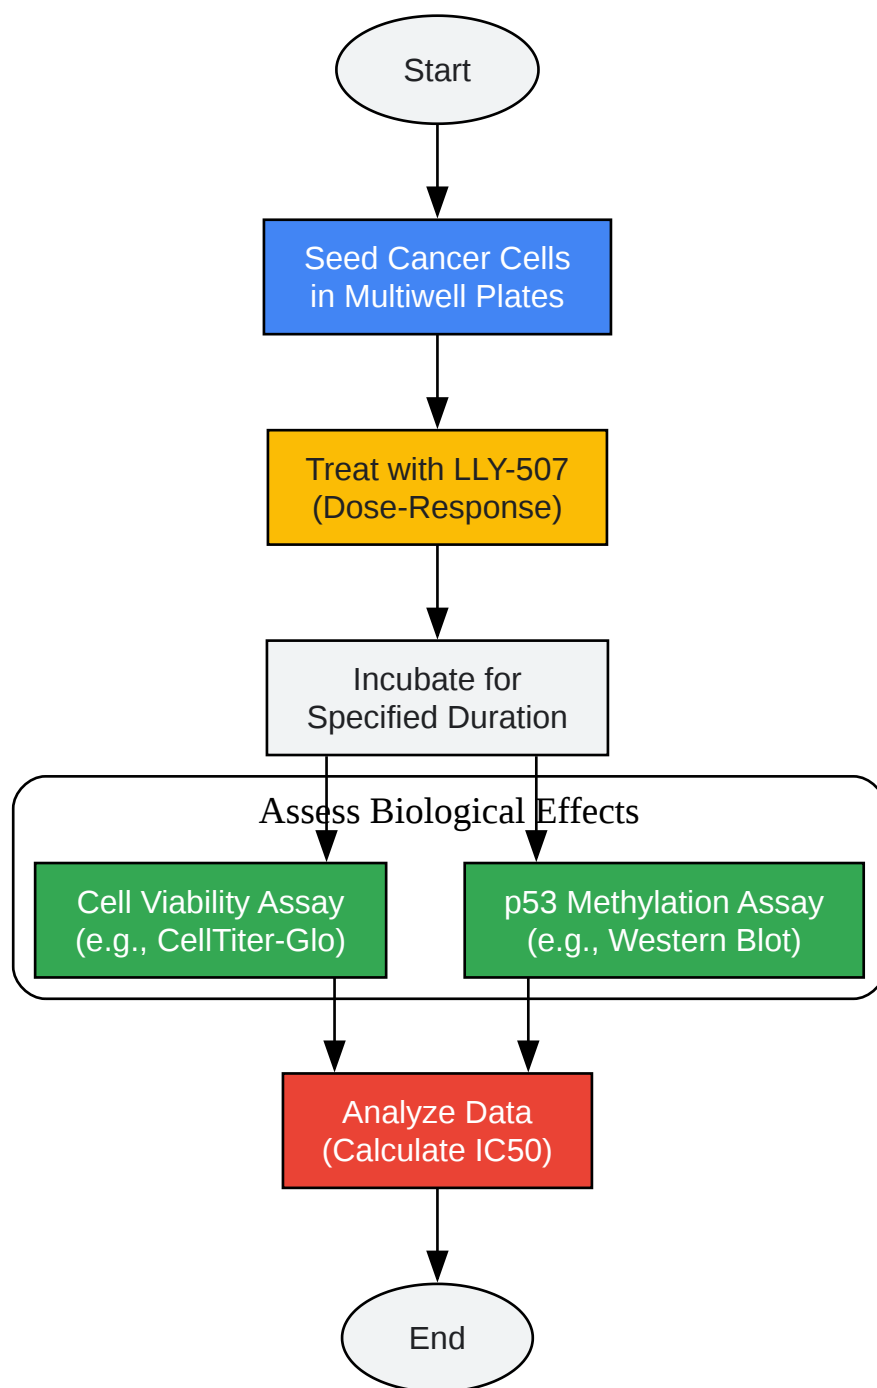 Start
Seed Cancer Cells
in Multiwell Plates
Treat with LLY-507
(Dose-Response)
Incubate for
Specified Duration
Assess Biological Effects
Cell Viability Assay
(e.g., CellTiter-Glo)
p53 Methylation Assay
(e.g., Western Blot)
Analyze Data
(Calculate IC50)
End